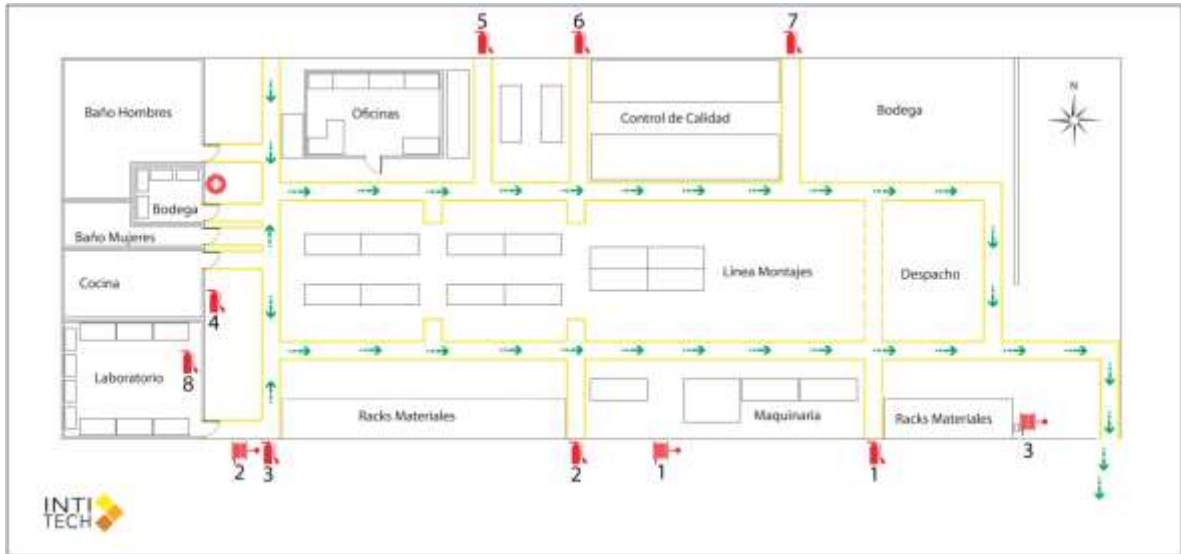 5
6
7
N
Baño Hombres
Oficinas
Control de Calidad
Bodega
Bodega
Baño Mujeres
Cocina
Línea Montajes
Despacho
4
8
Laboratorio
Racks Materiales
Maquinaria
Racks Materiales
2
3
2
1
1
3
INTI
TECH